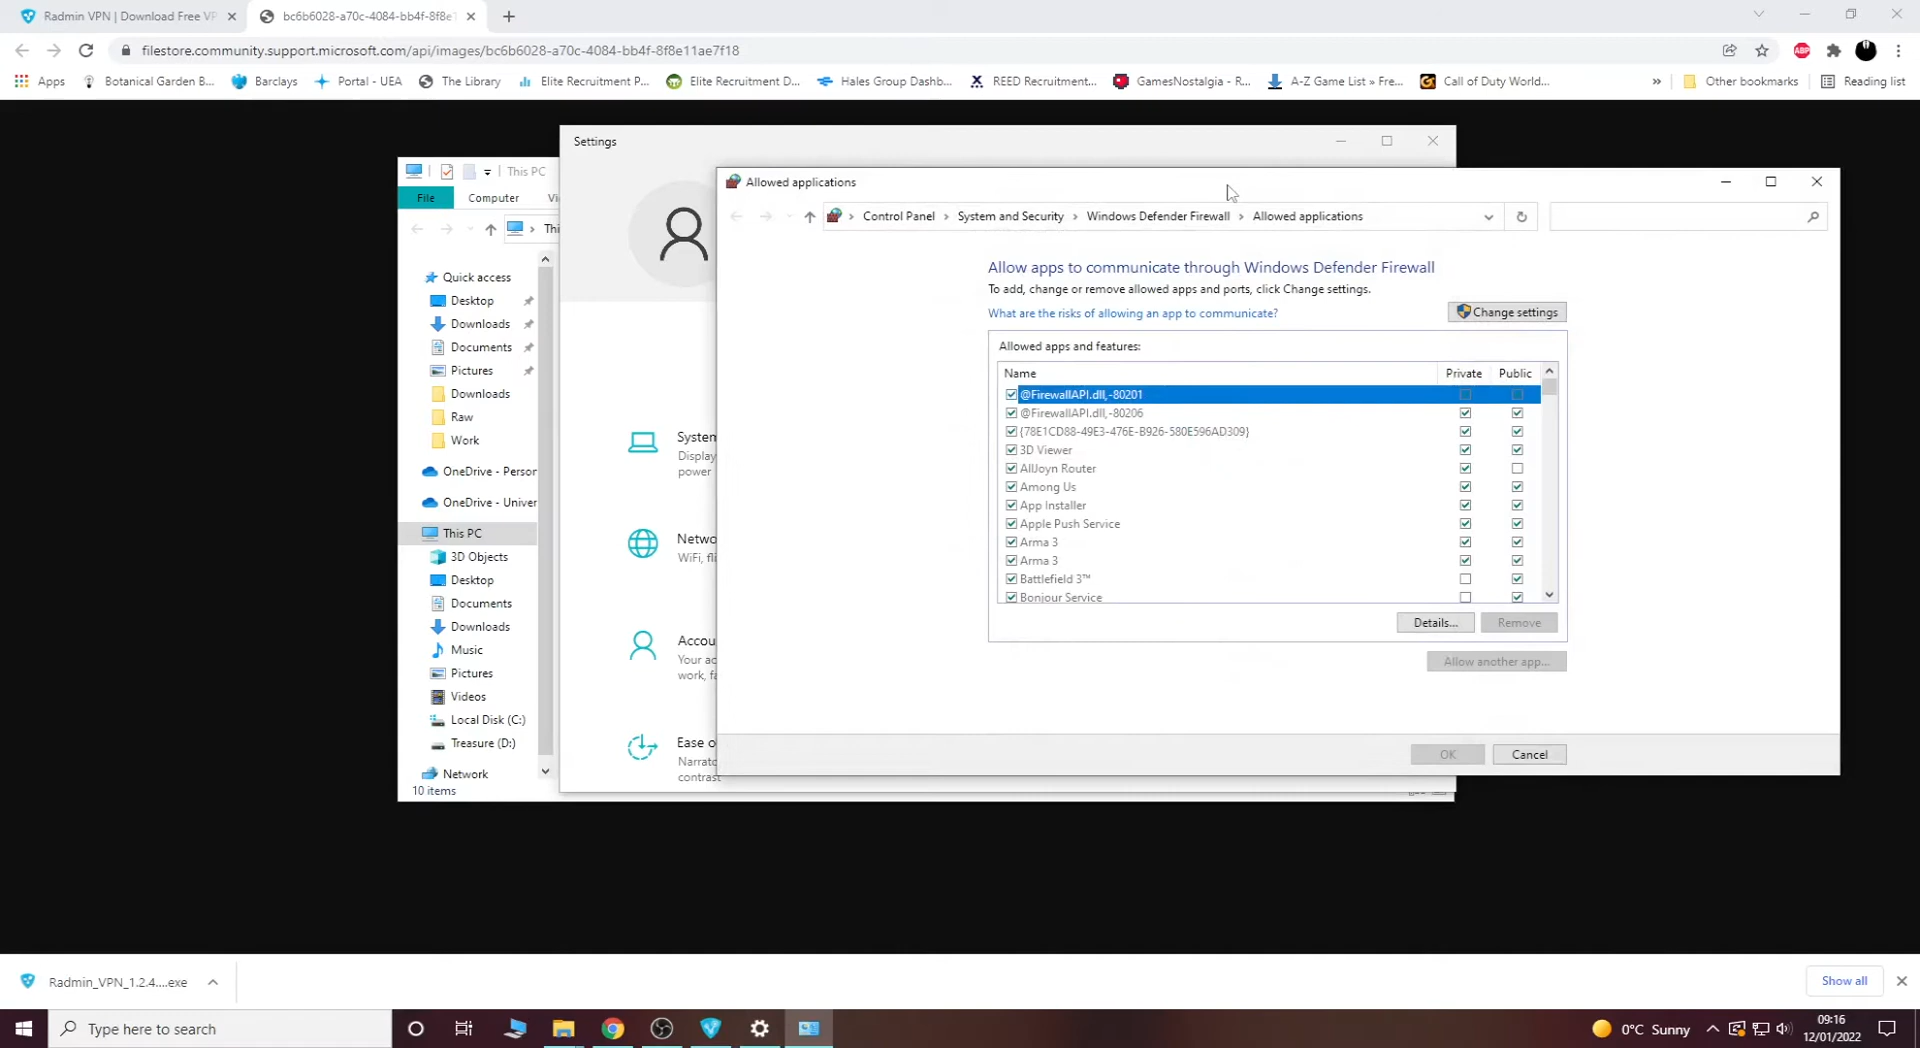 Radmin VPN | Download Free VP
bc6b6028-a70c-4084-bb4f-8f8e1
filestore.community.support.microsoft.com/api/images/bc6b6028-a70c-4084-bb4f-8f8e11ae7f18
Apps
Botanical Garden B...
Barclays
Portal - UEA
The Library
Elite Recruitment P...
Elite Recruitment D...
Hales Group Dashb...
REED Recruitment...
GamesNostalgia - R...
A-Z Game List » Fre...
Call of Duty World...
»
Other bookmarks
Reading list
ABP
Settings
This PC
File
Computer
Vi
Thi
Quick access
Desktop
Downloads
Documents
Pictures
Downloads
Raw
Work
OneDrive - Person
OneDrive - Univer
This PC
3D Objects
Desktop
Documents
Downloads
Music
Pictures
Videos
Local Disk (C:)
Treasure (D:)
Network
10 items
System
Display
power
Netwo
WiFi, fli
Accou
Your ac
work, fa
Ease o
Narrato
contrast
Allowed applications
Control Panel > System and Security > Windows Defender Firewall > Allowed applications
Allow apps to communicate through Windows Defender Firewall
To add, change or remove allowed apps and ports, click Change settings.
What are the risks of allowing an app to communicate?
Change settings
Allowed apps and features:
Name Private Public
@FirewallAPI.dll,-80201
@FirewallAPI.dll,-80206
{78E1CD88-49E3-476E-B926-580E596AD309}
3D Viewer
AllJoyn Router
Among Us
App Installer
Apple Push Service
Arma 3
Arma 3
Battlefield 3™
Bonjour Service
Details...
Remove
Allow another app...
OK
Cancel
Radmin_VPN_1.2.4....exe
Show all
Type here to search
0°C Sunny
09:16
12/01/2022